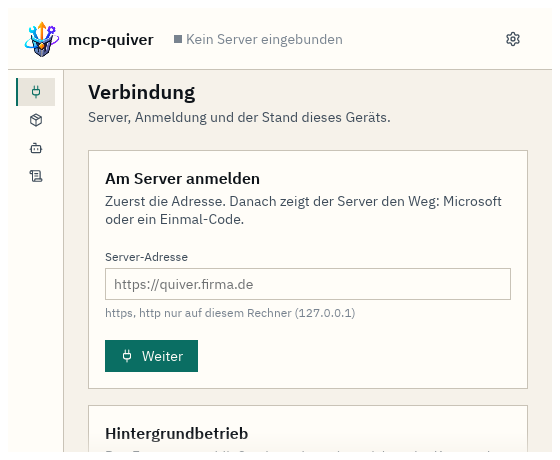 mcp-quiver
Kein Server eingebunden
Verbindung
Server, Anmeldung und der Stand dieses Geräts.
Am Server anmelden
Zuerst die Adresse. Danach zeigt der Server den Weg: Microsoft
oder ein Einmal-Code.
Server-Adresse
https://quiver.firma.de
https, http nur auf diesem Rechner (127.0.0.1)
Weiter
Hintergrundbetrieb